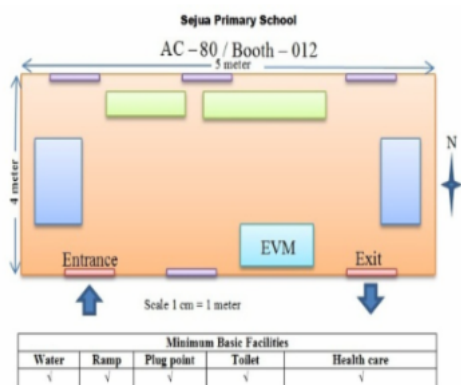 Sejua Primary School
AC – 80 / Booth – 012
5 meter
4 meter
N
Entrance
EVM
Exit
Scale 1 cm = 1 meter
Minimum Basic Facilities
Water Ramp Plug point Toilet Health care
√ √ √ √ √